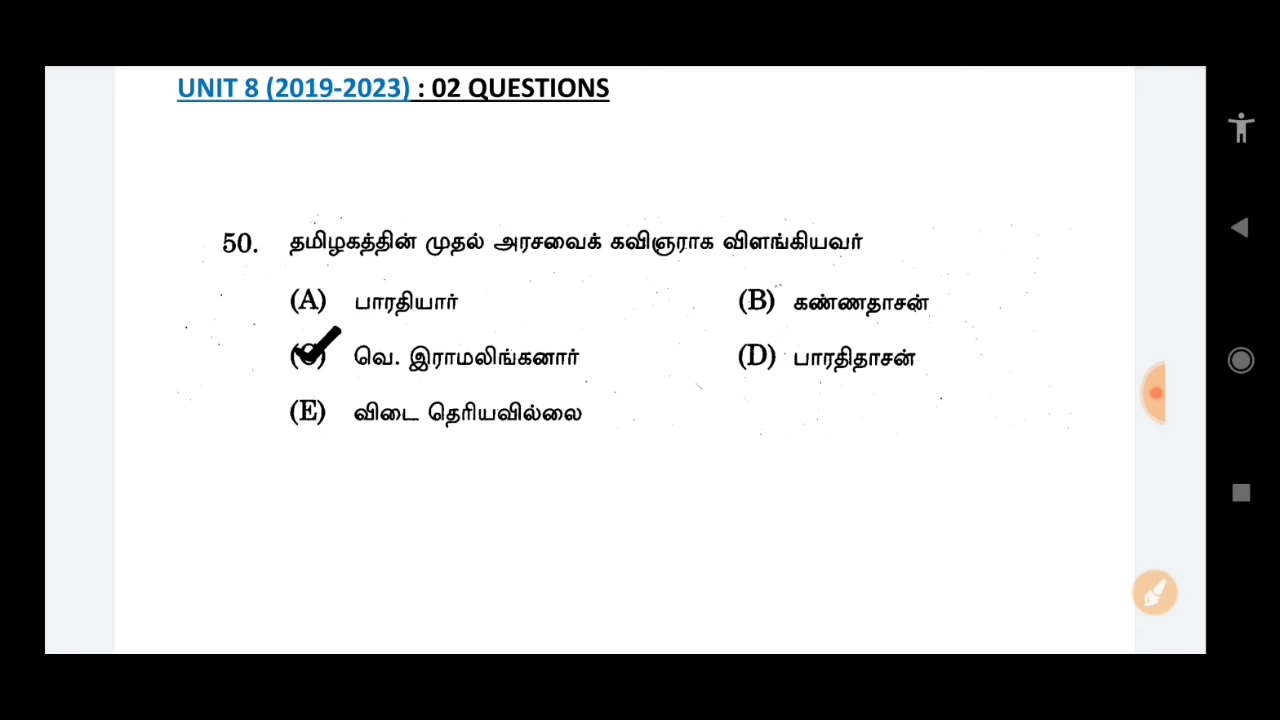 UNIT 8 (2019-2023) : 02 QUESTIONS
50. தமிழகத்தின் முதல் அரசவைக் கவிஞராக விளங்கியவர்
(A) பாரதியார் (B) கண்ணதாசன்
(C) வெ. இராமலிங்கனார் (D) பாரதிதாசன்
(E) விடை தெரியவில்லை